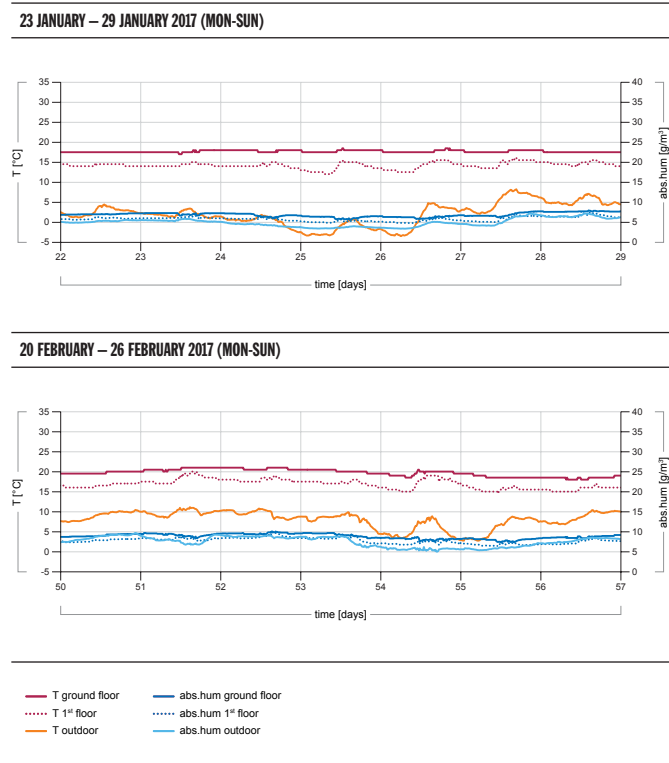 23 JANUARY – 29 JANUARY 2017 (MON-SUN)
35 40
30 35
25 30
20 25
15 20
10 15
5 10
0 5
-5 0
T [°C]
abs.hum [g/m³]
22 23 24 25 26 27 28 29
time [days]
20 FEBRUARY – 26 FEBRUARY 2017 (MON-SUN)
35 40
30 35
25 30
20 25
15 20
10 15
5 10
0 5
-5 0
T [°C]
abs.hum [g/m³]
50 51 52 53 54 55 56 57
time [days]
T ground floor abs.hum ground floor
T 1st floor abs.hum 1st floor
T outdoor abs.hum outdoor